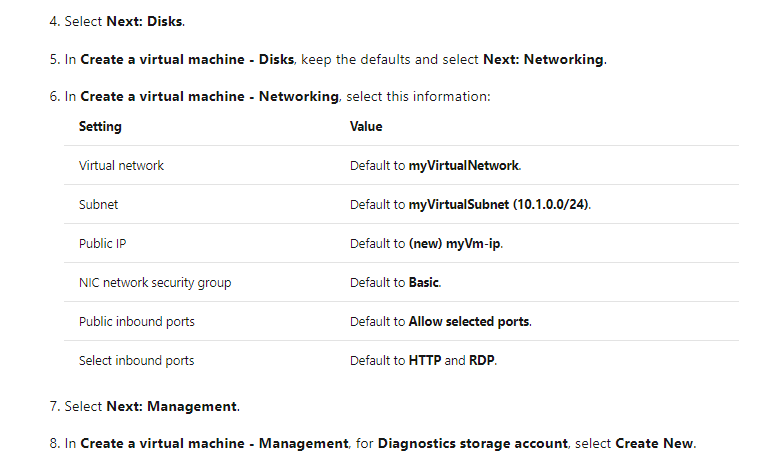 4. Select Next: Disks.
5. In Create a virtual machine - Disks, keep the defaults and select Next: Networking.
6. In Create a virtual machine - Networking, select this information:
Setting Value
Virtual network Default to myVirtualNetwork.
Subnet Default to myVirtualSubnet (10.1.0.0/24).
Public IP Default to (new) myVm-ip.
NIC network security group Default to Basic.
Public inbound ports Default to Allow selected ports.
Select inbound ports Default to HTTP and RDP.
7. Select Next: Management.
8. In Create a virtual machine - Management, for Diagnostics storage account, select Create New.